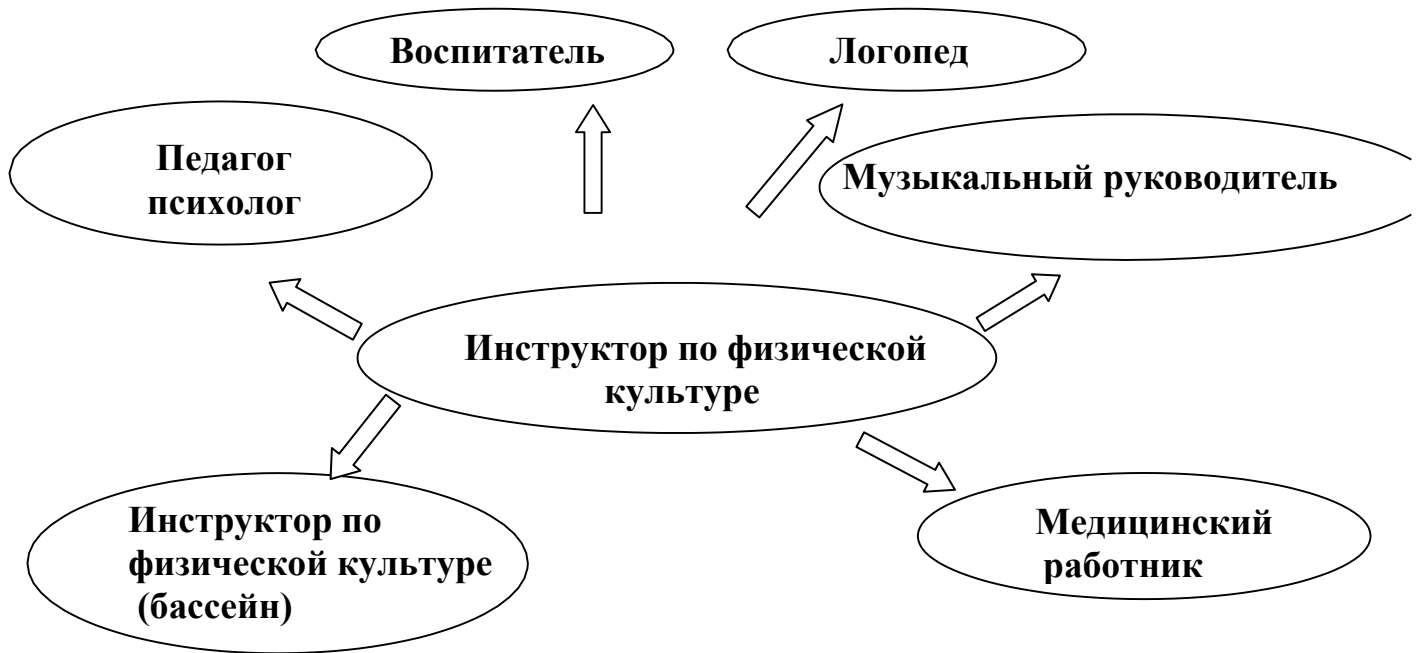 Воспитатель
Логопед
Педагог
психолог
Музыкальный руководитель
Инструктор по физической
культуре
Инструктор по
физической культуре
(бассейн)
Медицинский
работник